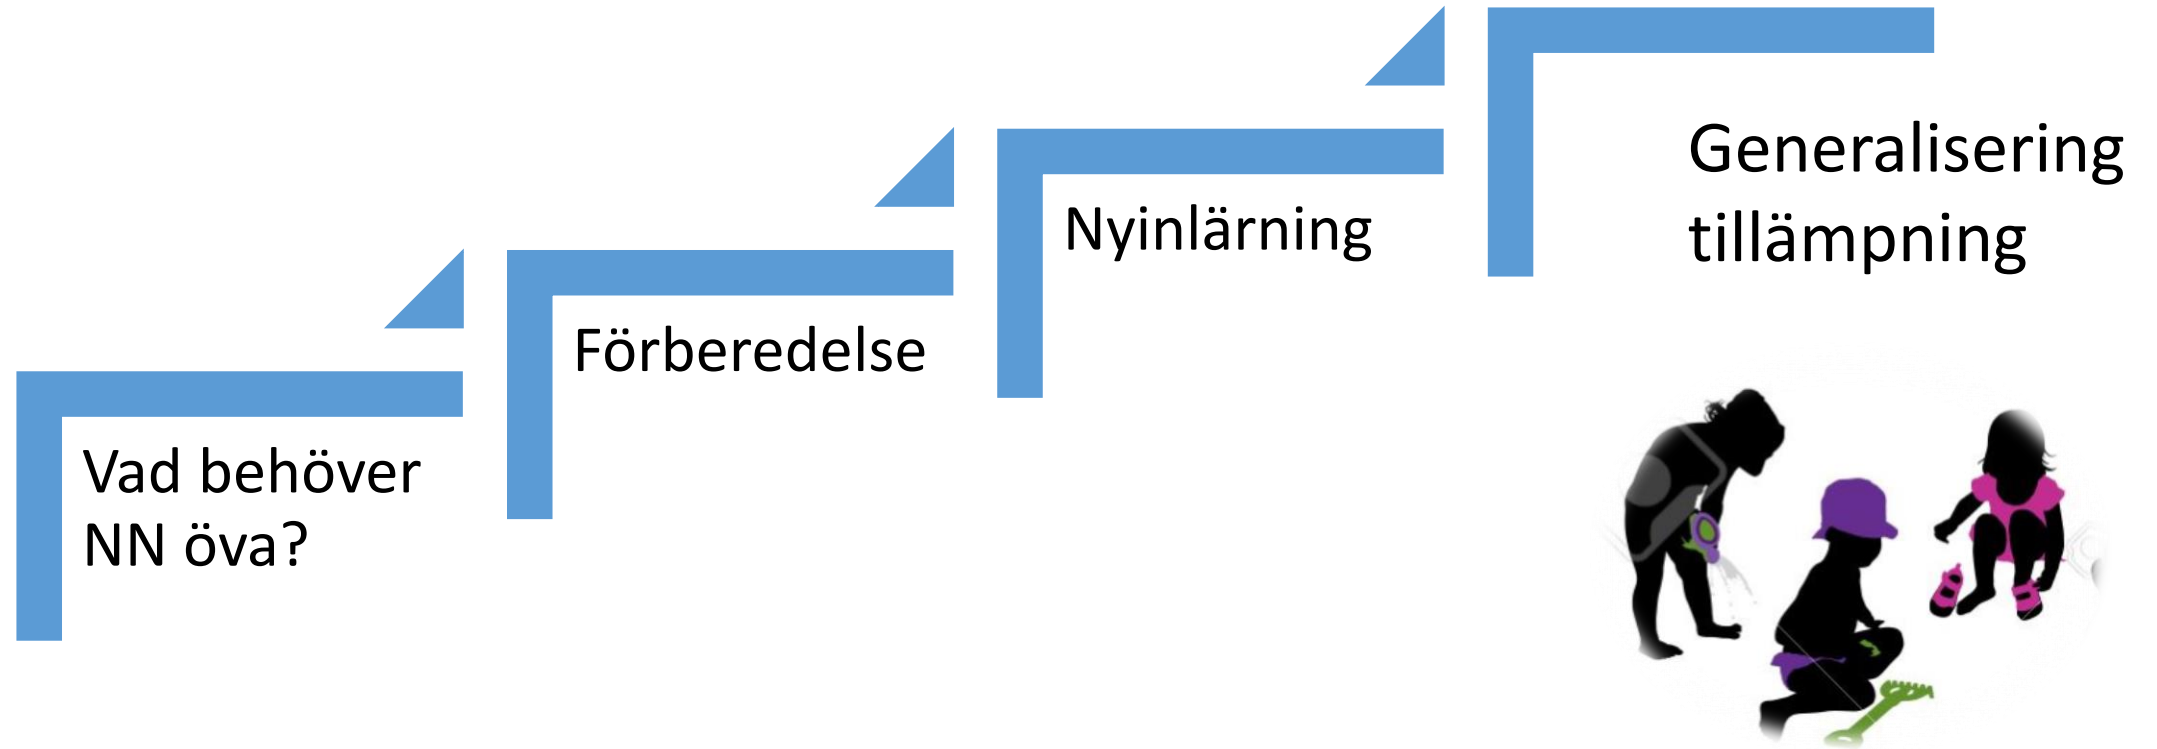 Vad behöver
NN öva?
Förberedelse
Nyinlärning
Generalisering
tillämpning